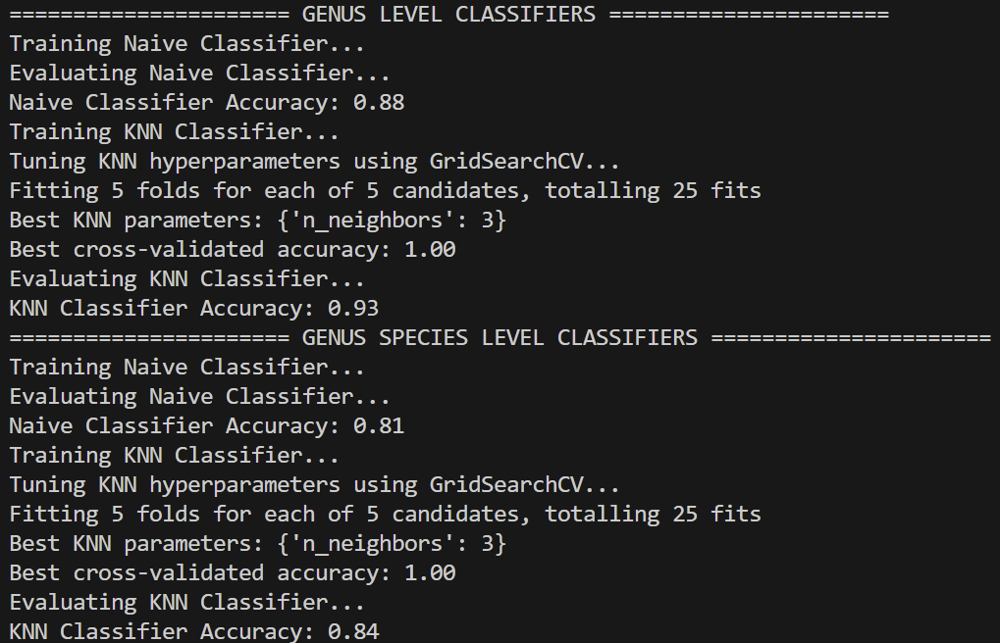 ====================== GENUS LEVEL CLASSIFIERS ======================
Training Naive Classifier...
Evaluating Naive Classifier...
Naive Classifier Accuracy: 0.88
Training KNN Classifier...
Tuning KNN hyperparameters using GridSearchCV...
Fitting 5 folds for each of 5 candidates, totalling 25 fits
Best KNN parameters: {'n_neighbors': 3}
Best cross-validated accuracy: 1.00
Evaluating KNN Classifier...
KNN Classifier Accuracy: 0.93
====================== GENUS SPECIES LEVEL CLASSIFIERS ======================
Training Naive Classifier...
Evaluating Naive Classifier...
Naive Classifier Accuracy: 0.81
Training KNN Classifier...
Tuning KNN hyperparameters using GridSearchCV...
Fitting 5 folds for each of 5 candidates, totalling 25 fits
Best KNN parameters: {'n_neighbors': 3}
Best cross-validated accuracy: 1.00
Evaluating KNN Classifier...
KNN Classifier Accuracy: 0.84